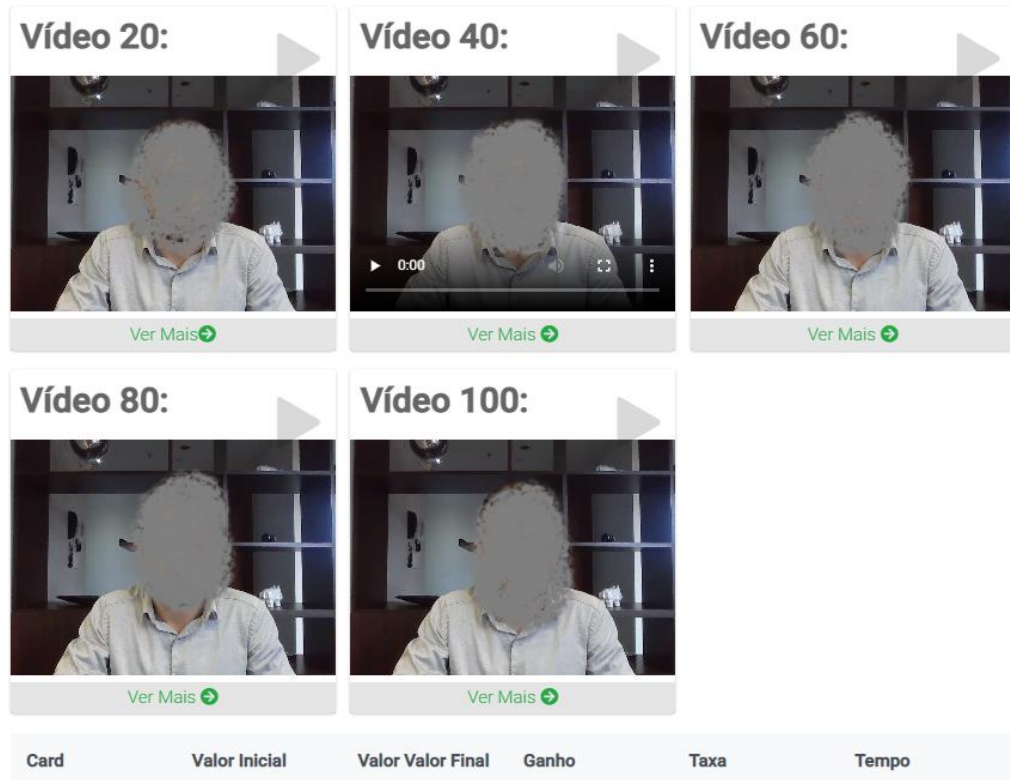 Vídeo 20:
Vídeo 40:
Vídeo 60:
0:00
Ver Mais
Ver Mais
Ver Mais
Vídeo 80:
Vídeo 100:
Ver Mais
Ver Mais
Card Valor Inicial Valor Valor Final Ganho Taxa Tempo